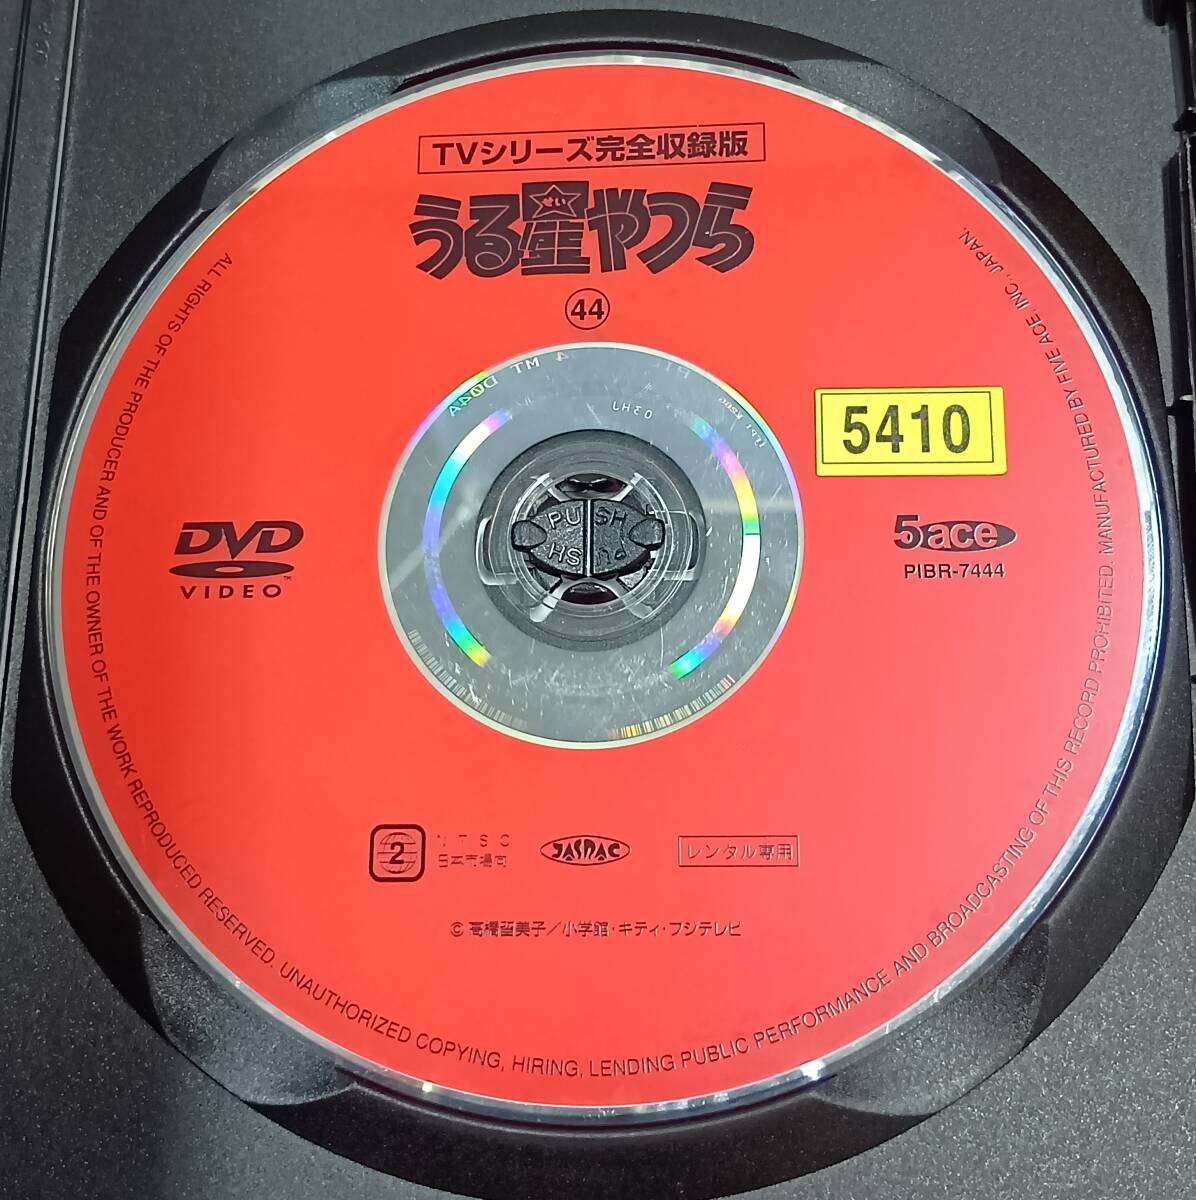 TVシリーズ完全収録版
うる星やつら
せい
44
5410
DVD
VIDEO
TM
5ace
PIBR-7444
PUSH
PUSH
2
NTSC
日本市場向
JASRAC
レンタル専用
© 高橋留美子／小学館・キティ・フジテレビ
ALL RIGHTS OF THE PRODUCER AND OF THE OWNER OF THE WORK REPRODUCED RESERVED. UNAUTHORIZED COPYING, HIRING, LENDING PUBLIC PERFORMANCE AND BROADCASTING OF THIS RECORD PROHIBITED. MANUFACTURED BY FIVE ACE INC., JAPAN.